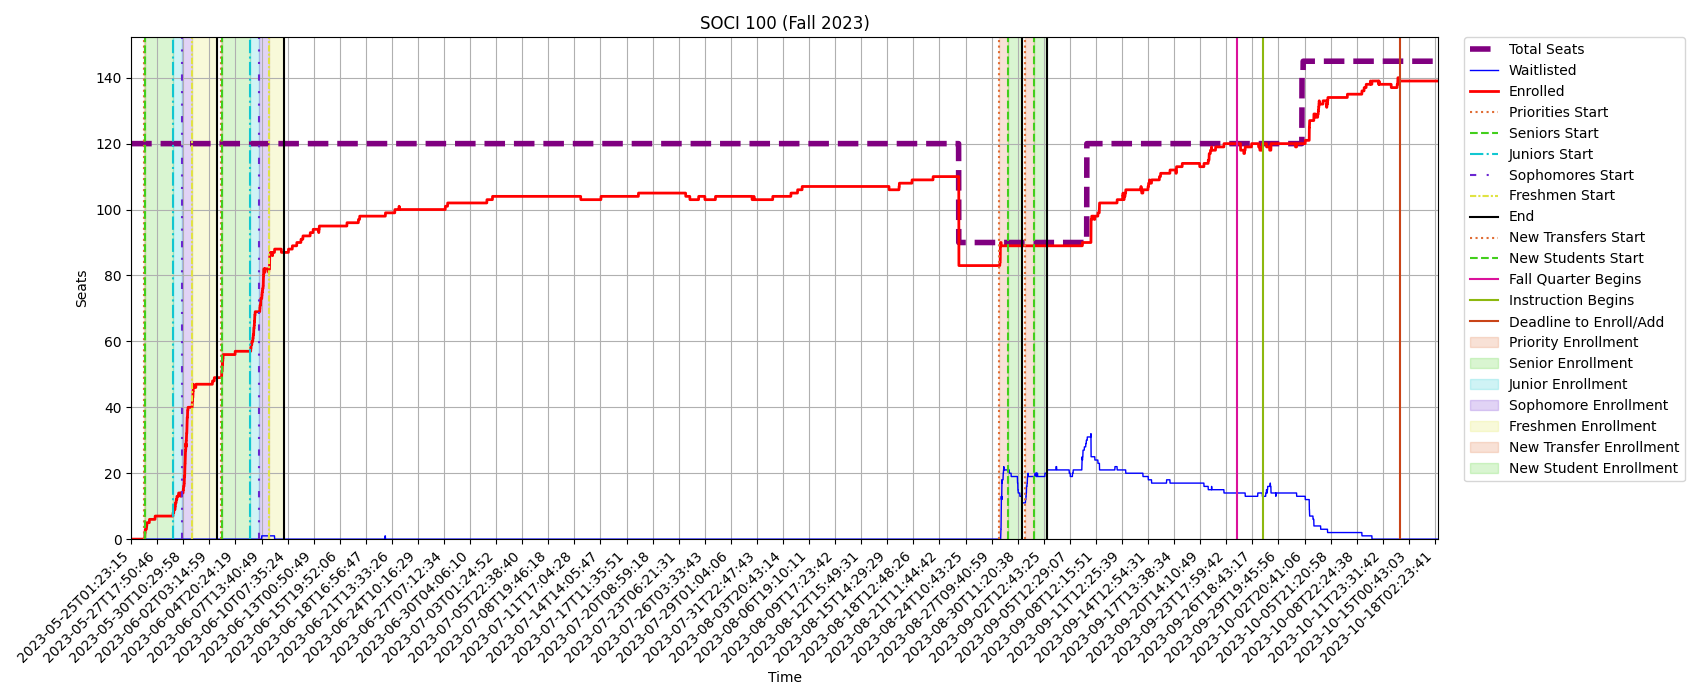 SOCI 100 (Fall 2023)
Seats
140
120
100
80
60
40
20
0
2023-05-25T01:23:15
2023-05-27T17:50:46
2023-05-30T10:29:58
2023-06-02T03:14:59
2023-06-04T20:24:19
2023-06-07T13:40:49
2023-06-10T07:35:24
2023-06-13T00:50:49
2023-06-15T19:52:06
2023-06-18T16:56:47
2023-06-21T13:33:26
2023-06-24T10:16:29
2023-06-27T07:12:34
2023-06-30T04:06:10
2023-07-03T01:24:52
2023-07-05T22:38:40
2023-07-08T19:46:18
2023-07-11T17:04:28
2023-07-14T14:05:47
2023-07-17T11:35:51
2023-07-20T08:59:18
2023-07-23T06:21:31
2023-07-26T03:33:43
2023-07-29T01:04:06
2023-07-31T22:47:43
2023-08-03T20:43:14
2023-08-06T19:10:11
2023-08-09T17:23:42
2023-08-12T15:49:31
2023-08-15T14:29:29
2023-08-18T12:48:26
2023-08-21T11:44:42
2023-08-24T10:43:25
2023-08-27T09:40:59
2023-08-30T11:20:38
2023-09-02T12:43:25
2023-09-05T12:29:07
2023-09-08T12:15:51
2023-09-11T12:25:39
2023-09-14T12:54:31
2023-09-17T13:38:34
2023-09-20T14:10:49
2023-09-23T17:59:42
2023-09-26T18:43:17
2023-09-29T19:45:56
2023-10-02T20:41:06
2023-10-05T21:20:58
2023-10-08T22:24:38
2023-10-11T23:31:42
2023-10-15T00:43:03
2023-10-18T02:23:41
Time
Total Seats
Waitlisted
Enrolled
Priorities Start
Seniors Start
Juniors Start
Sophomores Start
Freshmen Start
End
New Transfers Start
New Students Start
Fall Quarter Begins
Instruction Begins
Deadline to Enroll/Add
Priority Enrollment
Senior Enrollment
Junior Enrollment
Sophomore Enrollment
Freshmen Enrollment
New Transfer Enrollment
New Student Enrollment